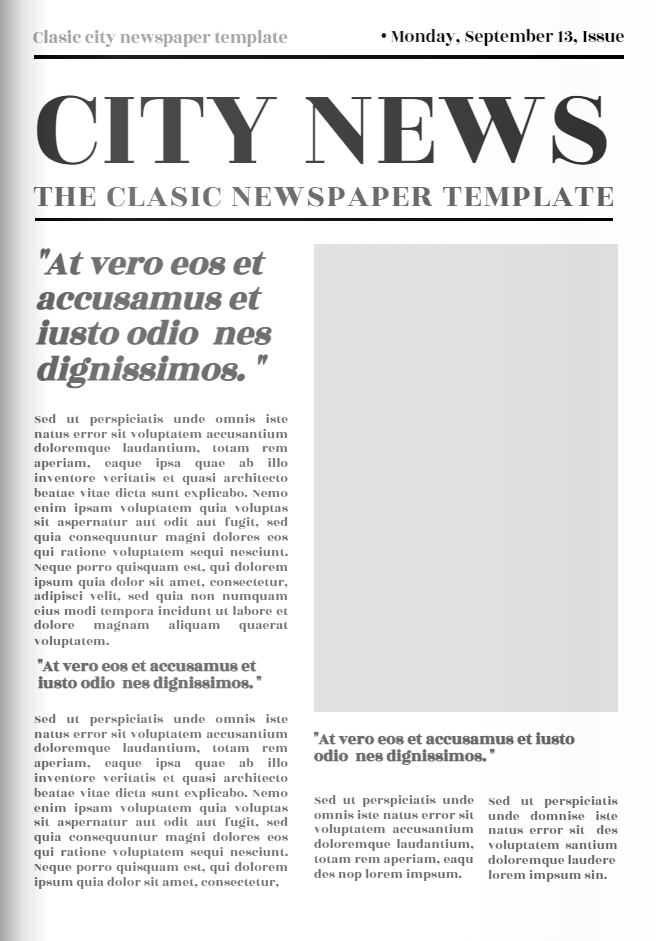 Clasic city newspaper template
• Monday, September 13, Issue
CITY NEWS
THE CLASIC NEWSPAPER TEMPLATE
"At vero eos et
accusamus et
iusto odio nes
dignissimos. "
Sed ut perspiciatis unde omnis iste
natus error sit voluptatem accusantium
doloremque laudantium, totam rem
aperiam, eaque ipsa quae ab illo
inventore veritatis et quasi architecto
beatae vitae dicta sunt explicabo. Nemo
enim ipsam voluptatem quia voluptas
sit aspernatur aut odit aut fugit, sed
quia consequuntur magni dolores eos
qui ratione voluptatem sequi nesciunt.
Neque porro quisquam est, qui dolorem
ipsum quia dolor sit amet, consectetur,
adipisci velit, sed quia non numquam
eius modi tempora incidunt ut labore et
dolore magnam aliquam quaerat
voluptatem.
"At vero eos et accusamus et
iusto odio nes dignissimos. "
Sed ut perspiciatis unde omnis iste
natus error sit voluptatem accusantium
doloremque laudantium, totam rem
aperiam, eaque ipsa quae ab illo
inventore veritatis et quasi architecto
beatae vitae dicta sunt explicabo. Nemo
enim ipsam voluptatem quia voluptas
sit aspernatur aut odit aut fugit, sed
quia consequuntur magni dolores eos
qui ratione voluptatem sequi nesciunt.
Neque porro quisquam est, qui dolorem
ipsum quia dolor sit amet, consectetur,
"At vero eos et accusamus et iusto
odio nes dignissimos. "
Sed ut perspiciatis unde
omnis iste natus error sit
voluptatem accusantium
doloremque laudantium,
totam rem aperiam, eaqu
des nop lorem impsum.
Sed ut perspiciatis
unde domnise iste
natus error sit des
voluptatem santium
doloremque laudere
lorem impsum sin.